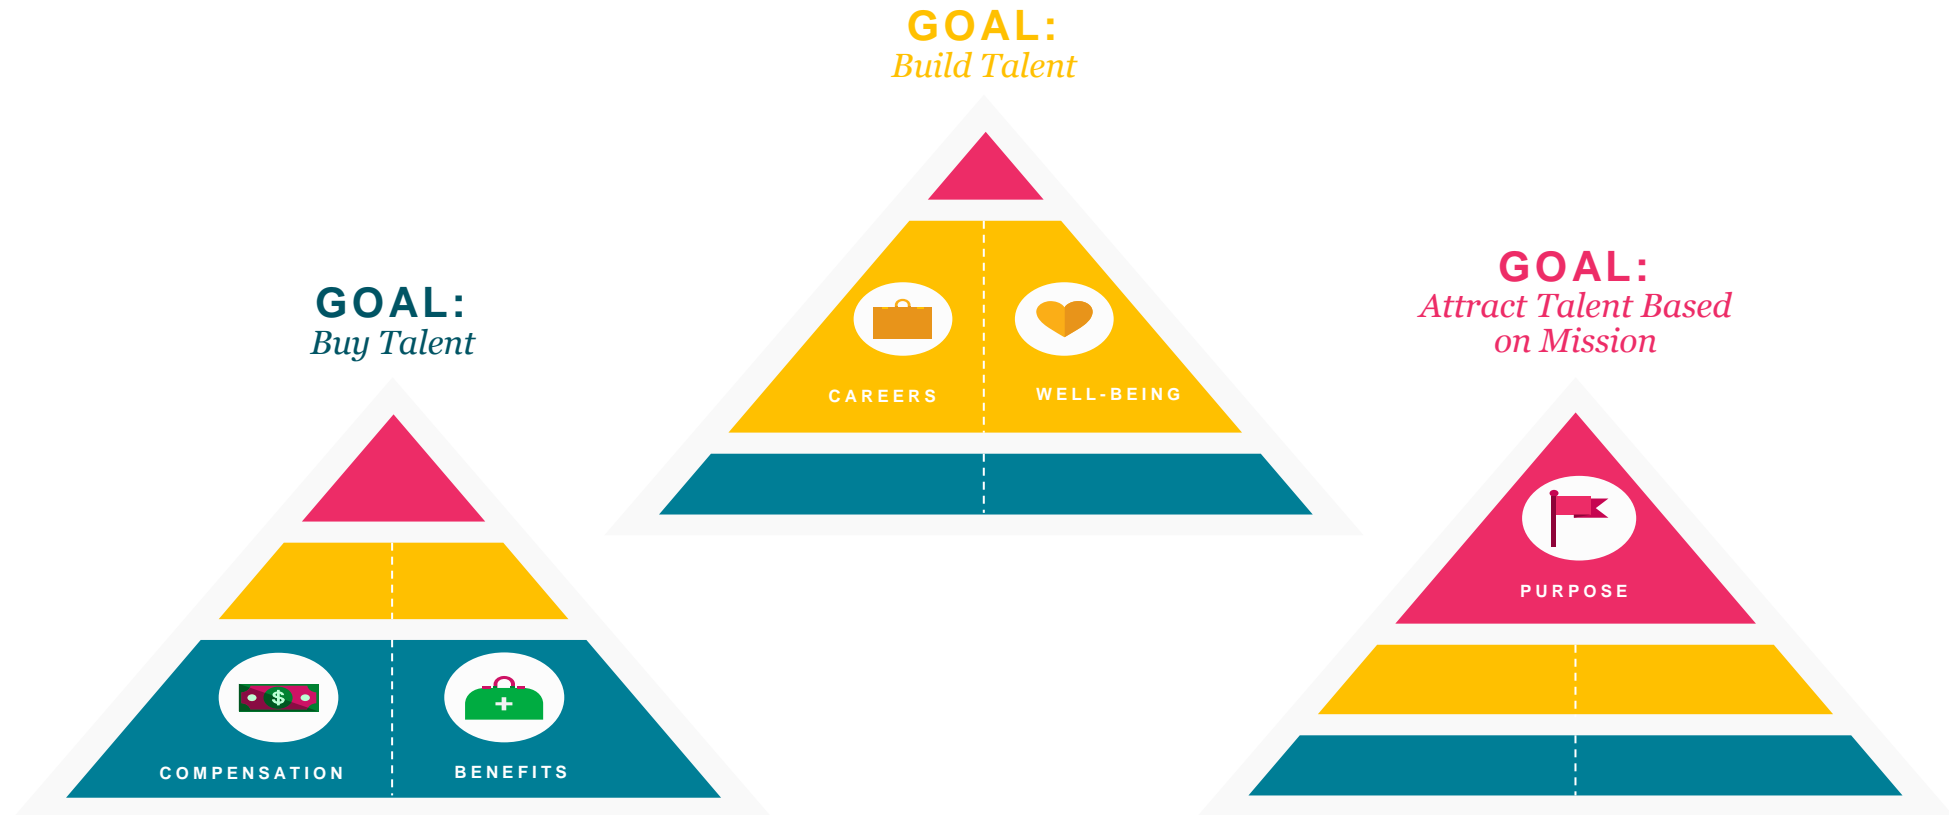 GOAL:
Build Talent
CAREERS
WELL-BEING
GOAL:
Buy Talent
COMPENSATION
BENEFITS
GOAL:
Attract Talent Based
on Mission
PURPOSE
$